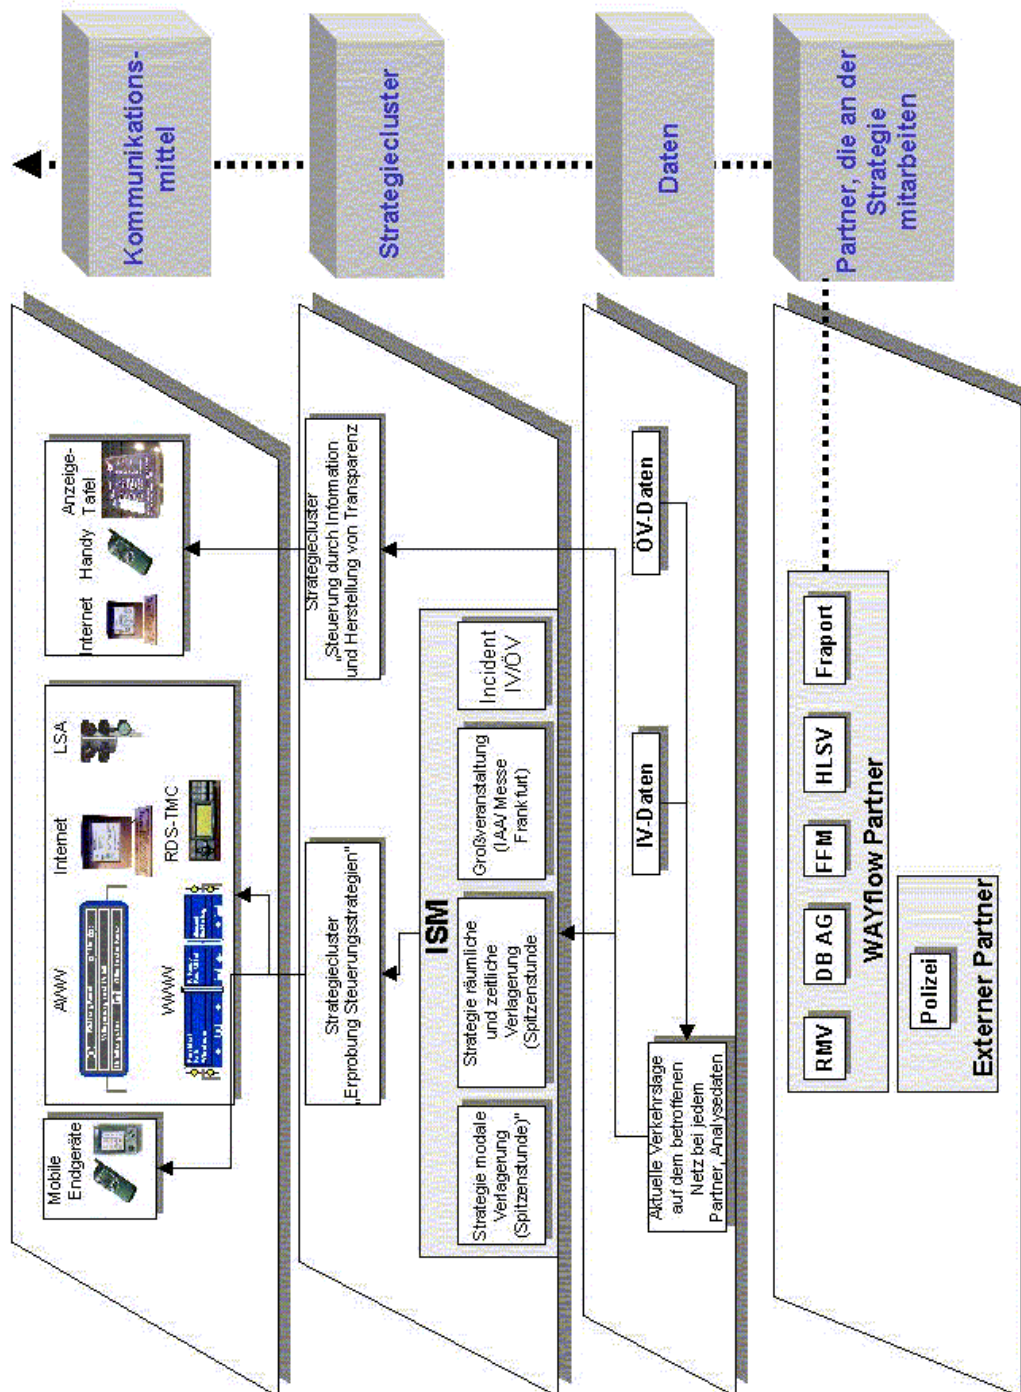 Kommunikations-
mittel
Strategiecluster
Daten
Partner, die an der
Strategie
mitarbeiten
Mobile
Endgeräte
AWW
WWW
Internet
RDS-TMC
LSA
Internet
Handy
Anzeige-
Tafel
Strategiecluster
„Erprobung Steuerungsstrategien"
Strategiecluster
„Steuerung durch Information
und Herstellung von Transparenz
ISM
Strategie modale
Verlagerung
(Spitzenstunde)"
Strategie räumliche
und zeitliche
Verlagerung
(Spitzenstunde
Großveranstaltung
(IAA/ Messe
Frankfurt)
Incident
IV/ÖV
Aktuelle Verkehrslage
auf dem betroffenen
Netz bei jedem
Partner, Analysedaten
IV-Daten
ÖV-Daten
RMV
DB AG
FFM
HLSV
Fraport
WAYflow Partner
Polizei
Externer Partner